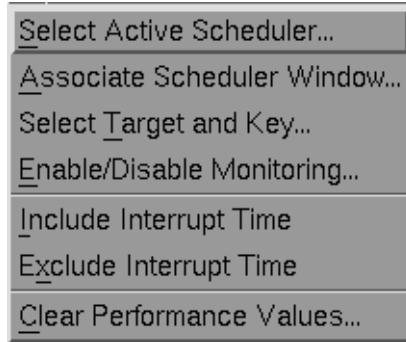 Select Active Scheduler...
Associate Scheduler Window...
Select Target and Key...
Enable/Disable Monitoring...
Include Interrupt Time
Exclude Interrupt Time
Clear Performance Values...